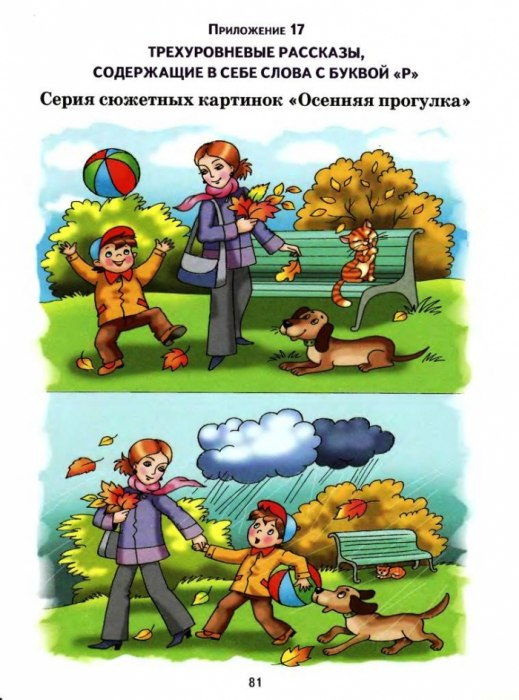 Приложение 17
ТРЕХУРОВНЕВЫЕ РАССКАЗЫ,
СОДЕРЖАЩИЕ В СЕБЕ СЛОВА С БУКВОЙ «Р»
Серия сюжетных картинок «Осенняя прогулка»
81